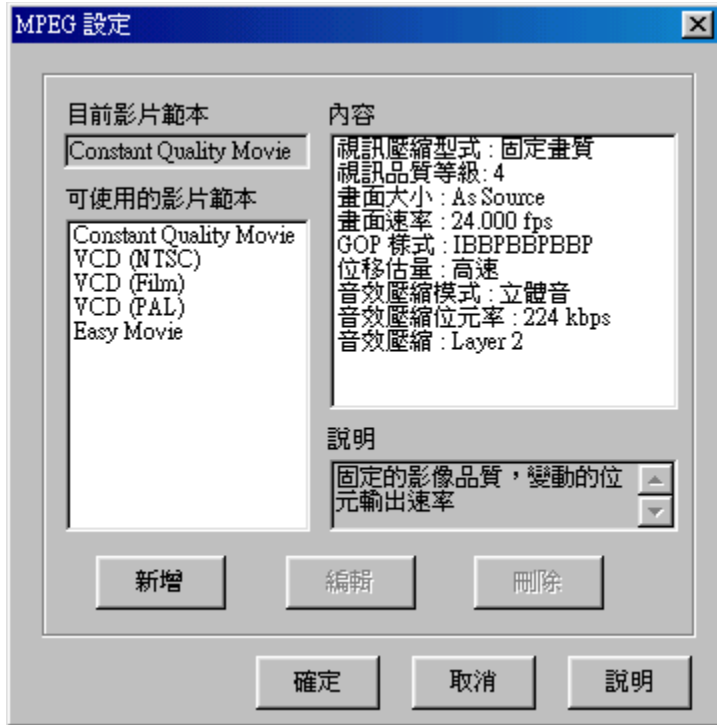 MPEG 設定
目前影片範本
Constant Quality Movie
可使用的影片範本
Constant Quality Movie
VCD (NTSC)
VCD (Film)
VCD (PAL)
Easy Movie
內容
視訊壓縮型式 : 固定畫質
視訊品質等級: 4
畫面大小 : As Source
畫面速率 : 24.000 fps
GOP 樣式 : IBBPBBPBBP
位移估量 : 高速
音效壓縮模式 : 立體音
音效壓縮位元率 : 224 kbps
音效壓縮 : Layer 2
說明
固定的影像品質，變動的位
元輸出速率
新增
編輯
刪除
確定
取消
說明